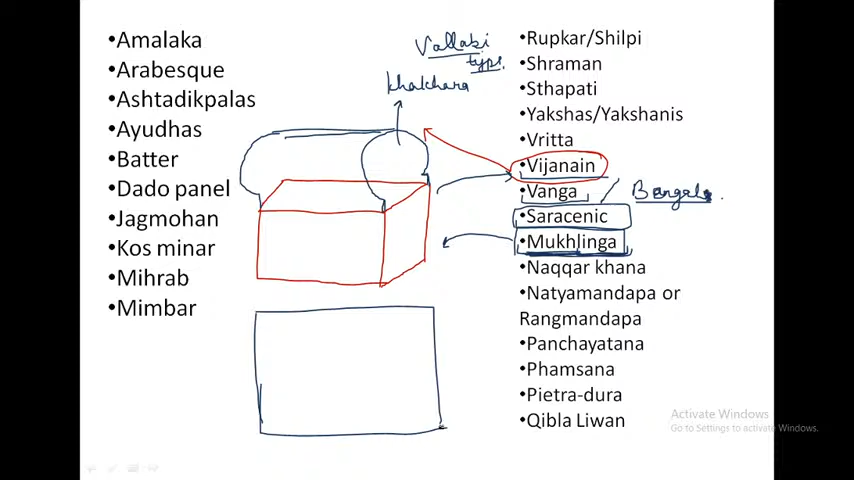 •Amalaka
•Arabesque
•Ashtadikpalas
•Ayudhas
•Batter
•Dado panel
•Jagmohan
•Kos minar
•Mihrab
•Mimbar
Vallabi
type.
khakhara
•Rupkar/Shilpi
•Shraman
•Sthapati
•Yakshas/Yakshanis
•Vritta
•Vijanain
•Vanga
Bengal
•Saracenic
•Mukhlinga
•Naqqar khana
•Natyamandapa or
Rangmandapa
•Panchayatana
•Phamsana
•Pietra-dura
•Qibla Liwan
Activate Windows
Go to Settings to activate Windows.